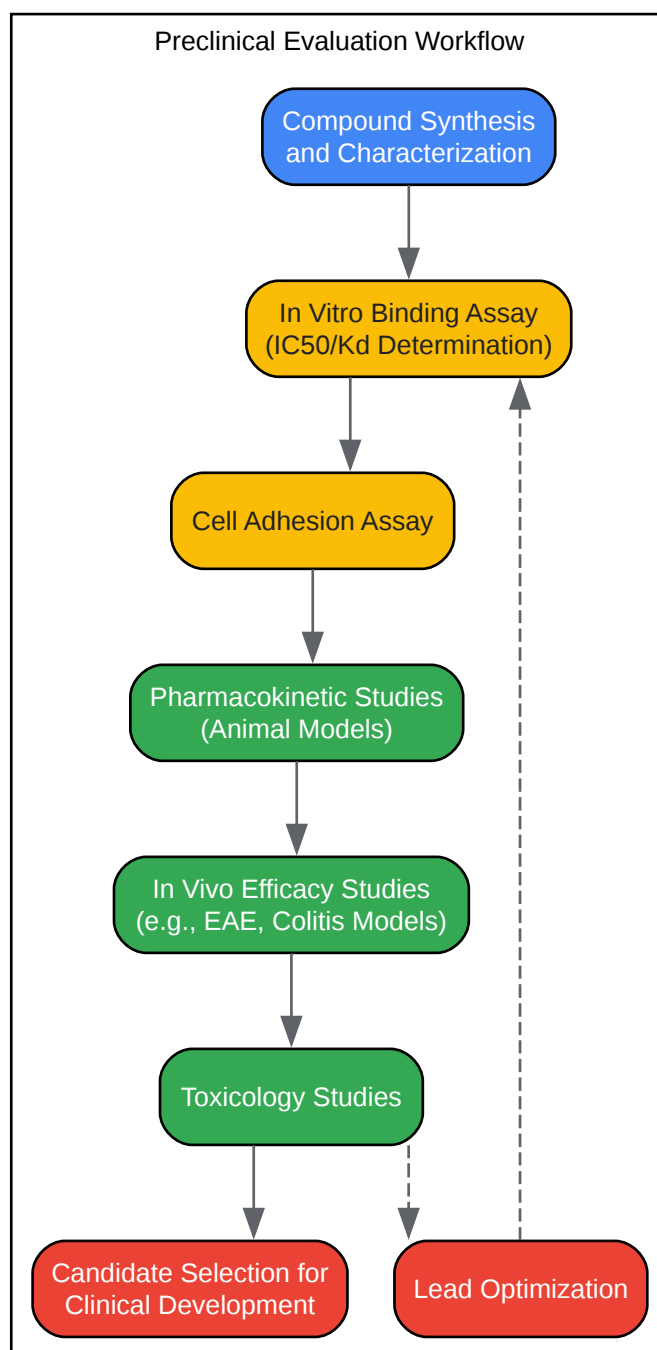 Preclinical Evaluation Workflow
Compound Synthesis
and Characterization
In Vitro Binding Assay
(IC50/Kd Determination)
Cell Adhesion Assay
Pharmacokinetic Studies
(Animal Models)
In Vivo Efficacy Studies
(e.g., EAE, Colitis Models)
Toxicology Studies
Candidate Selection for
Clinical Development
Lead Optimization